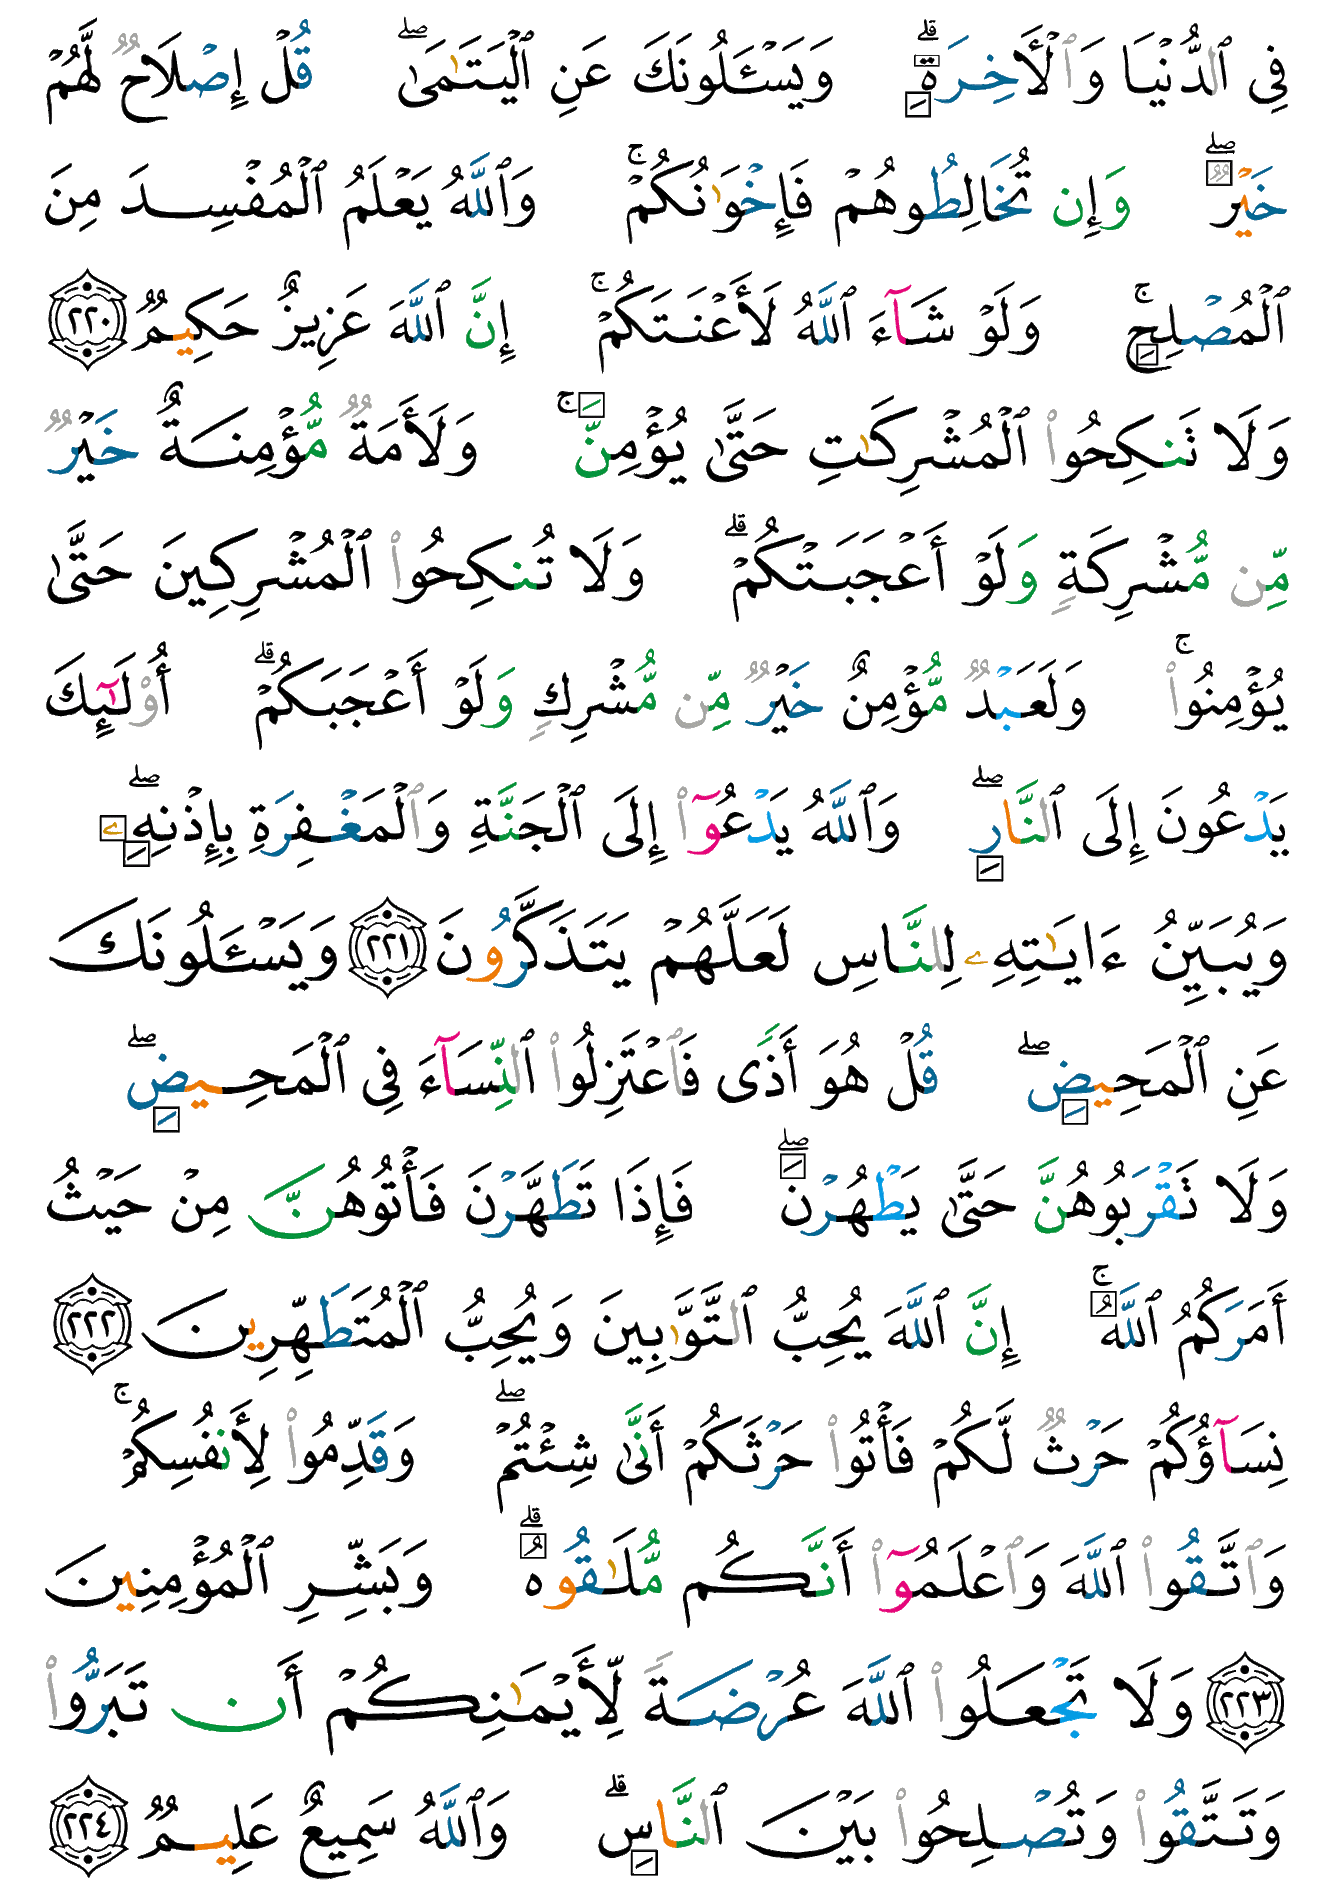 فِي ٱلدُّنۡيَا وَٱلۡأَخِرَةِۗ وَيَسۡـَٔلُونَكَ عَنِ ٱلۡيَتَٰمَىٰۖ قُلۡ إِصۡلَاحٞ لَّهُمۡ
خَيۡرٞۖ وَإِن تُخَالِطُوهُمۡ فَإِخۡوَٰنُكُمۡۚ وَٱللَّهُ يَعۡلَمُ ٱلۡمُفۡسِدَ مِنَ
ٱلۡمُصۡلِحِۚ وَلَوۡ شَآءَ ٱللَّهُ لَأَعۡنَتَكُمۡۚ إِنَّ ٱللَّهَ عَزِيزٌ حَكِيمٞ ٢٢٠
وَلَا تَنكِحُواْ ٱلۡمُشۡرِكَٰتِ حَتَّىٰ يُؤۡمِنَّۚ وَلَأَمَةٞ مُّؤۡمِنَةٌ خَيۡرٞ
مِّن مُّشۡرِكَةٖ وَلَوۡ أَعۡجَبَتۡكُمۡۗ وَلَا تُنكِحُواْ ٱلۡمُشۡرِكِينَ حَتَّىٰ
يُؤۡمِنُواْۚ وَلَعَبۡدٞ مُّؤۡمِنٌ خَيۡرٞ مِّن مُّشۡرِكٖ وَلَوۡ أَعۡجَبَكُمۡۗ أُوْلَٰٓئِكَ
يَدۡعُونَ إِلَى ٱلنَّارِۖ وَٱللَّهُ يَدۡعُوٓاْ إِلَى ٱلۡجَنَّةِ وَٱلۡمَغۡفِرَةِ بِإِذۡنِهِۦۖ
وَيُبَيِّنُ ءَايَٰتِهِۦ لِلنَّاسِ لَعَلَّهُمۡ يَتَذَكَّرُونَ ٢٢١ وَيَسۡـَٔلُونَكَ
عَنِ ٱلۡمَحِيضِۖ قُلۡ هُوَ أَذٗى فَٱعۡتَزِلُواْ ٱلنِّسَآءَ فِي ٱلۡمَحِيضِۖ
وَلَا تَقۡرَبُوهُنَّ حَتَّىٰ يَطۡهُرۡنَۖ فَإِذَا تَطَهَّرۡنَ فَأۡتُوهُنَّ مِنۡ حَيۡثُ
أَمَرَكُمُ ٱللَّهُۚ إِنَّ ٱللَّهَ يُحِبُّ ٱلتَّوَّٰبِينَ وَيُحِبُّ ٱلۡمُتَطَهِّرِينَ ٢٢٢
نِسَآؤُكُمۡ حَرۡثٞ لَّكُمۡ فَأۡتُواْ حَرۡثَكُمۡ أَنَّىٰ شِئۡتُمۡۖ وَقَدِّمُواْ لِأَنفُسِكُمۡۚ
وَٱتَّقُواْ ٱللَّهَ وَٱعۡلَمُوٓاْ أَنَّكُم مُّلَٰقُوهُۗ وَبَشِّرِ ٱلۡمُؤۡمِنِينَ
٢٢٣ وَلَا تَجۡعَلُواْ ٱللَّهَ عُرۡضَةٗ لِّأَيۡمَٰنِكُمۡ أَن تَبَرُّواْ
وَتَتَّقُواْ وَتُصۡلِحُواْ بَيۡنَ ٱلنَّاسِۚ وَٱللَّهُ سَمِيعٌ عَلِيمٞ ٢٢٤